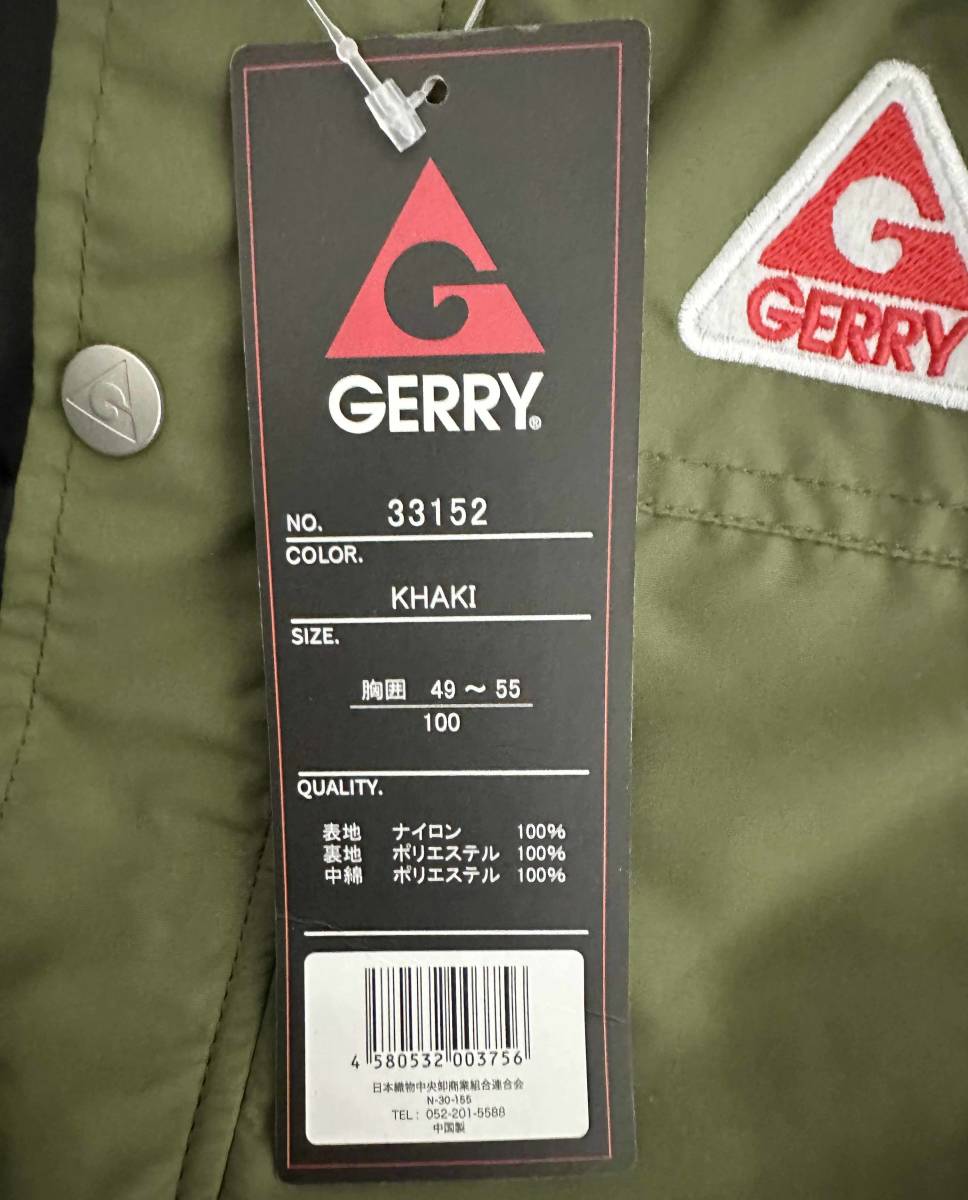 GERRY®
GERRY
NO. 33152
COLOR.
KHAKI
SIZE.
胸囲 49 ～ 55
100
QUALITY.
表地 ナイロン 100%
裏地 ポリエステル 100%
中綿 ポリエステル 100%
4 580532 003756
日本織物中央卸商業組合連合会
N-30-155
TEL : 052-201-5588
中国製